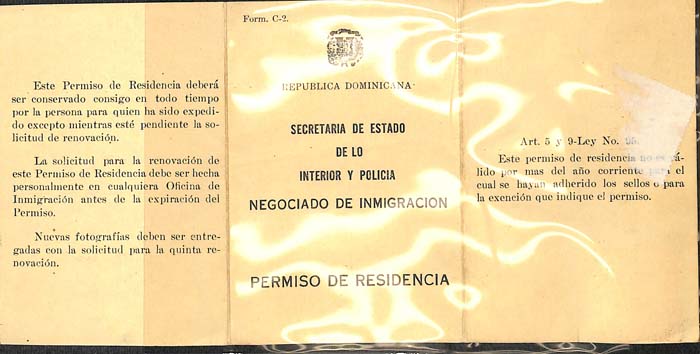 Este Permiso de Residencia deberá
ser conservado consigo en todo tiempo
por la persona para quien ha sido expedi-
do excepto mientras esté pendiente la so-
licitud de renovación.
La solicitud para la renovación de
este Permiso de Residencia debe ser hecha
personalmente en cualquiera Oficina de
Inmigración antes de la expiración del
Permiso.
Nuevas fotografías deben ser entre-
gadas con la solicitud para la quinta re-
novación.
Form. C-2.
REPUBLICA DOMINICANA
SECRETARIA DE ESTADO
DE LO
INTERIOR Y POLICIA
NEGOCIADO DE INMIGRACION
PERMISO DE RESIDENCIA
Art. 5 y 9-Ley No. 95.
Este permiso de residencia no es vá-
lido por mas del año corriente para el
cual se hayan adherido los sellos o para
la exención que indique el permiso.